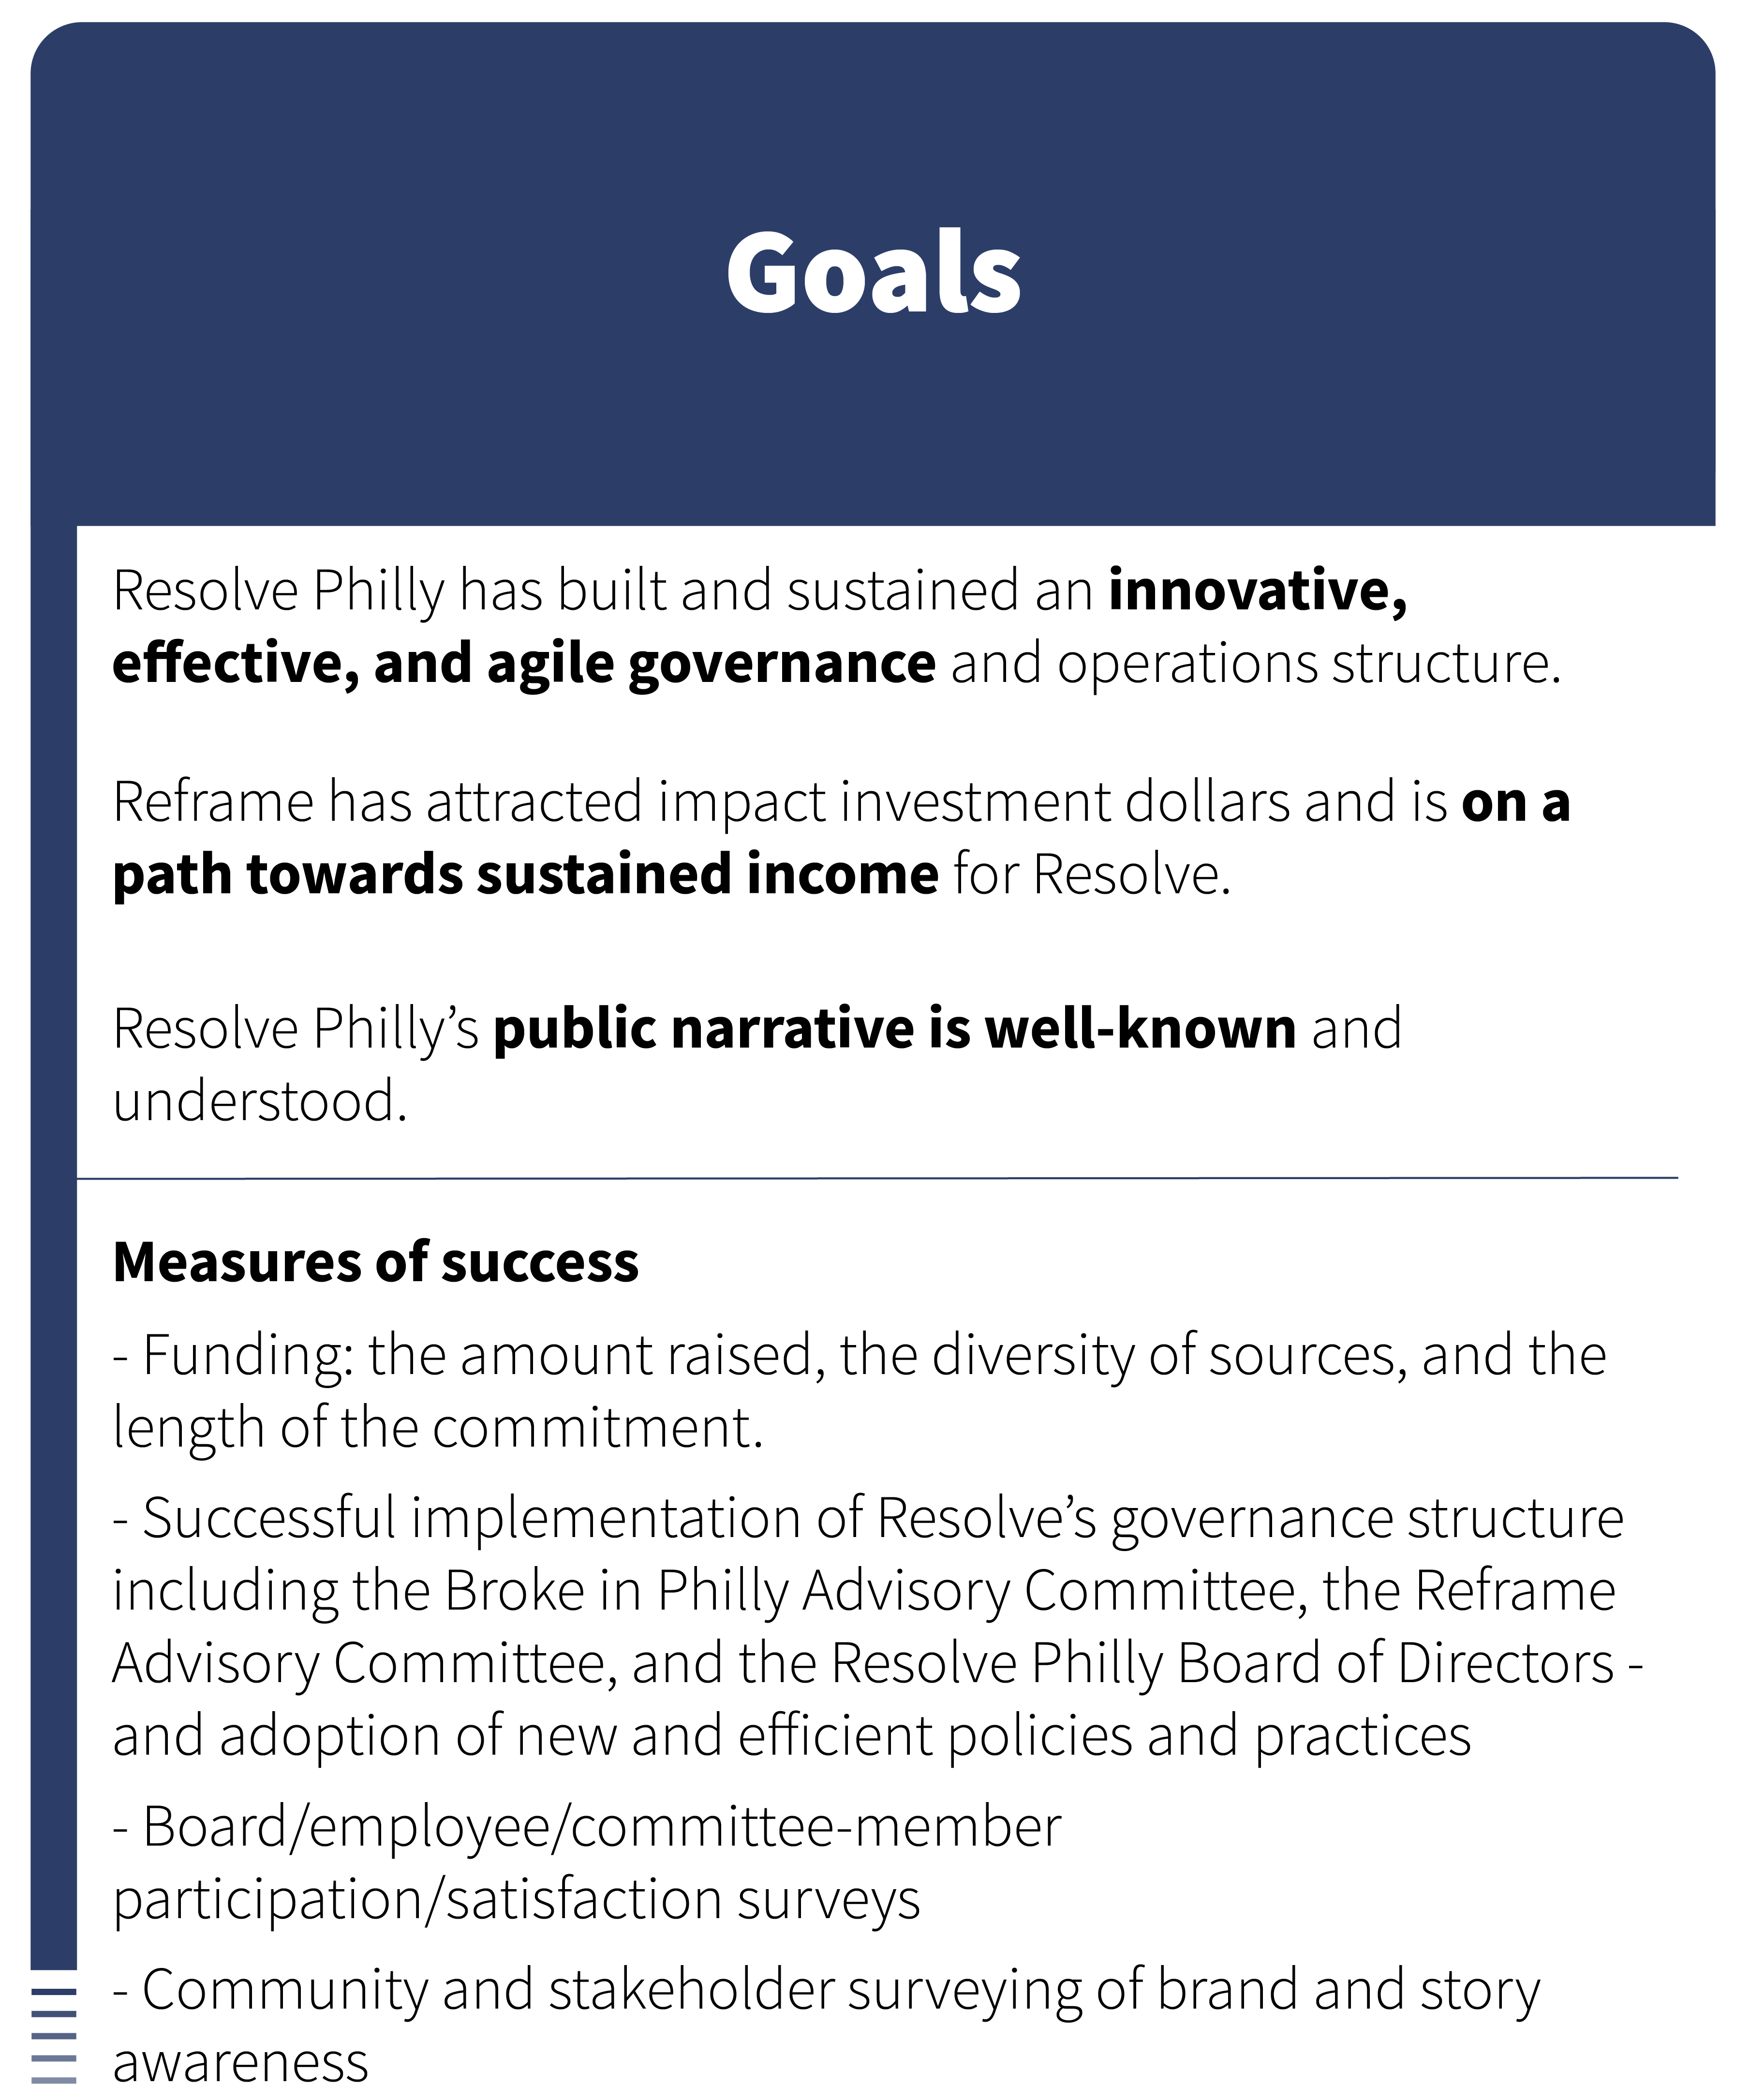 Goals
Resolve Philly has built and sustained an innovative,
effective, and agile governance and operations structure.
Reframe has attracted impact investment dollars and is on a
path towards sustained income for Resolve.
Resolve Philly’s public narrative is well-known and
understood.
Measures of success
- Funding: the amount raised, the diversity of sources, and the
length of the commitment.
- Successful implementation of Resolve’s governance structure
including the Broke in Philly Advisory Committee, the Reframe
Advisory Committee, and the Resolve Philly Board of Directors -
and adoption of new and efficient policies and practices
- Board/employee/committee-member
participation/satisfaction surveys
- Community and stakeholder surveying of brand and story
awareness